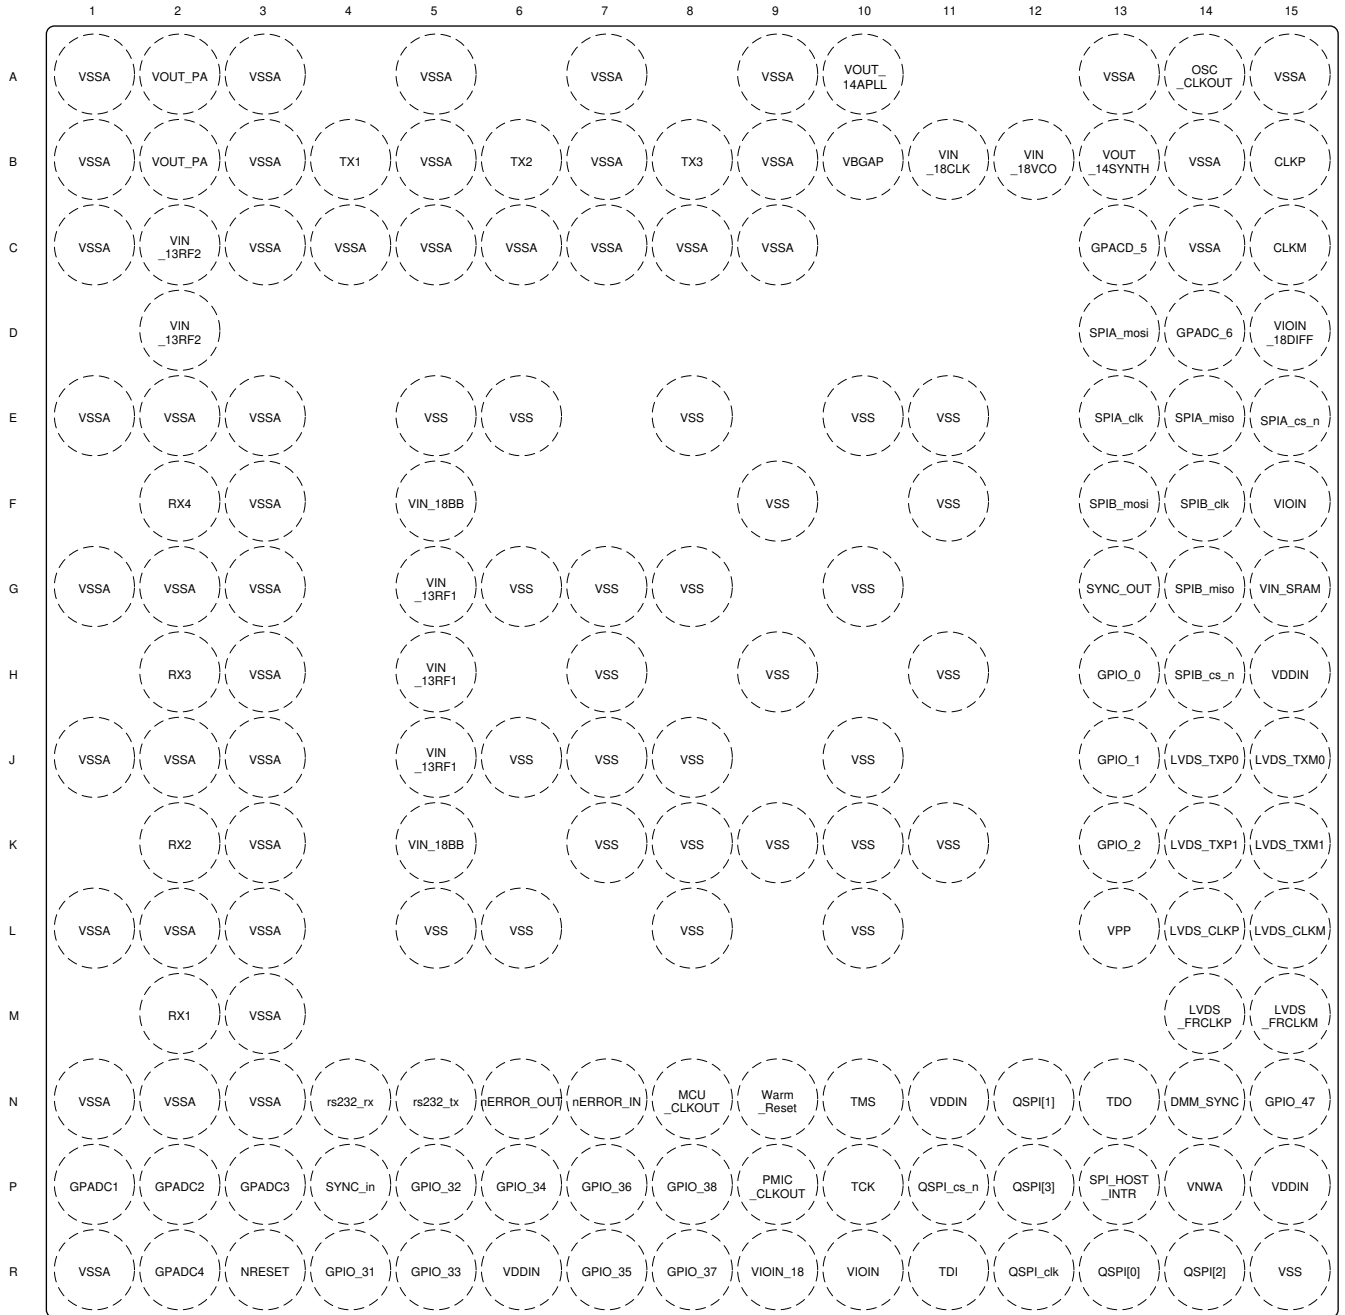 1 2 3 4 5 6 7 8 9 10 11 12 13 14 15
A VSSA VOUT_PA VSSA VSSA VSSA VSSA VOUT_ 14APLL VSSA OSC _CLKOUT VSSA
B VSSA VOUT_PA VSSA TX1 VSSA TX2 VSSA TX3 VSSA VBGAP VIN _18CLK VIN _18VCO VOUT _14SYNTH VSSA CLKP
C VSSA VIN _13RF2 VSSA VSSA VSSA VSSA VSSA VSSA VSSA GPACD_5 VSSA CLKM
D VIN _13RF2 SPIA_mosi GPADC_6 VIOIN _18DIFF
E VSSA VSSA VSSA VSS VSS VSS VSS VSS SPIA_clk SPIA_miso SPIA_cs_n
F RX4 VSSA VIN_18BB VSS VSS SPIB_mosi SPIB_clk VIOIN
G VSSA VSSA VSSA VIN _13RF1 VSS VSS VSS VSS SYNC_OUT SPIB_miso VIN_SRAM
H RX3 VSSA VIN _13RF1 VSS VSS VSS GPIO_0 SPIB_cs_n VDDIN
J VSSA VSSA VSSA VIN _13RF1 VSS VSS VSS VSS GPIO_1 LVDS_TXP0 LVDS_TXM0
K RX2 VSSA VIN_18BB VSS VSS VSS VSS VSS GPIO_2 LVDS_TXP1 LVDS_TXM1
L VSSA VSSA VSSA VSS VSS VSS VSS VPP LVDS_CLKP LVDS_CLKM
M RX1 VSSA LVDS _FRCLKP LVDS _FRCLKM
N VSSA VSSA VSSA rs232_rx rs232_tx nERROR_OUT nERROR_IN MCU _CLKOUT Warm _Reset TMS VDDIN QSPI[1] TDO DMM_SYNC GPIO_47
P GPADC1 GPADC2 GPADC3 SYNC_in GPIO_32 GPIO_34 GPIO_36 GPIO_38 PMIC _CLKOUT TCK QSPI_cs_n QSPI[3] SPI_HOST _INTR VNWA VDDIN
R VSSA GPADC4 NRESET GPIO_31 GPIO_33 VDDIN GPIO_35 GPIO_37 VIOIN_18 VIOIN TDI QSPI_clk QSPI[0] QSPI[2] VSS